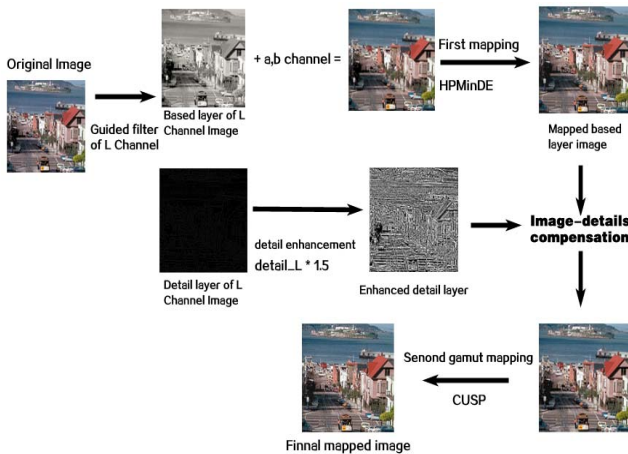 Original Image
Guided filter
of L Channel
Based layer of L
Channel Image
+ a,b channel =
First mapping
HPMinDE
Mapped based
layer image
Detail layer of L
Channel Image
detail enhancement
detail_L * 1.5
Enhanced detail layer
Image-details
compensation
Senond gamut mapping
CUSP
Finnal mapped image